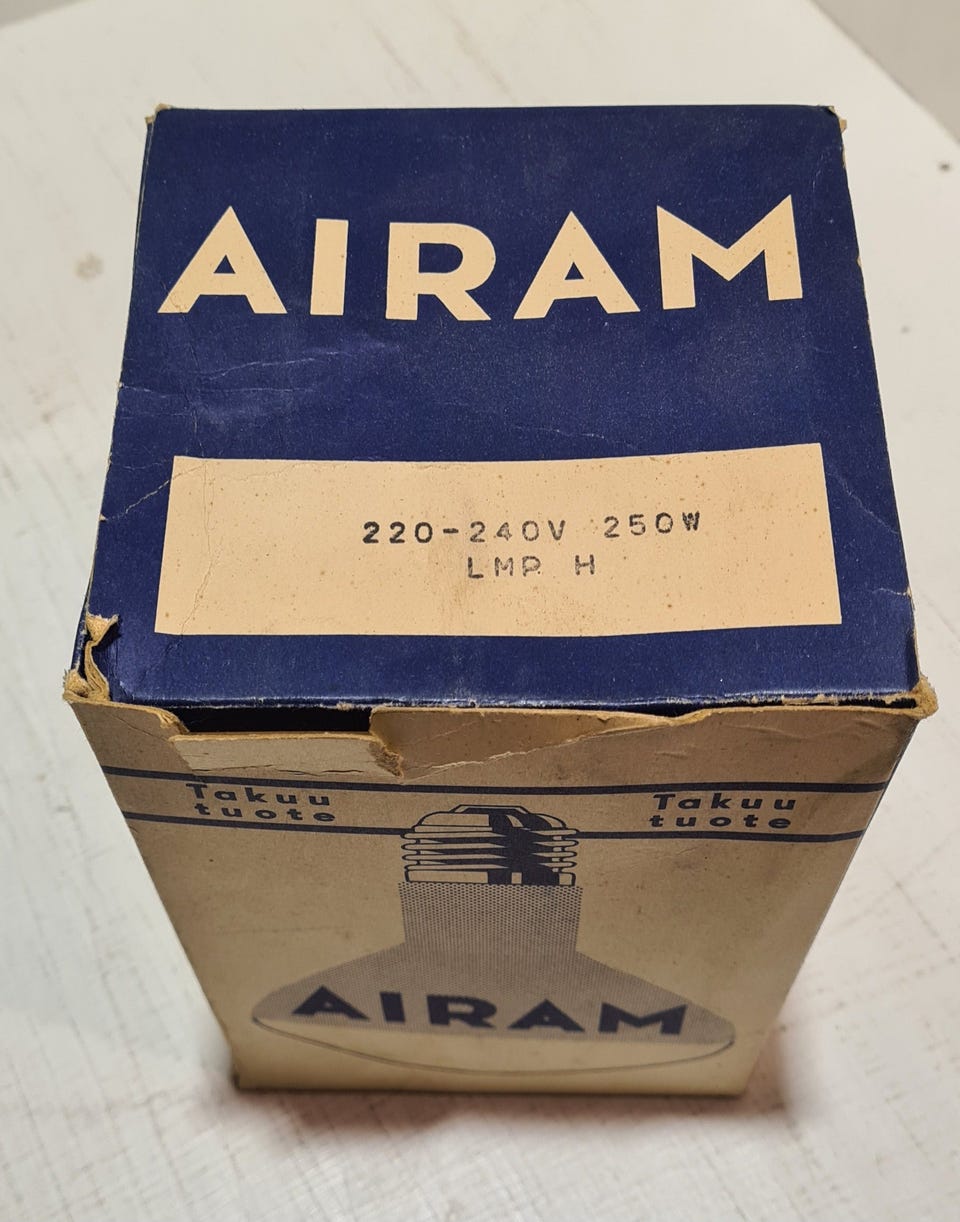 AIRAM
220-240V 250W
LMP H
Takuu
tuote
Takuu
tuote
AIRAM